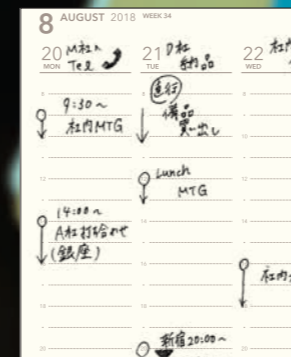 8 AUGUST 2018 WEEK 34
20 MON
M社へ
Tel
9:30〜
社内MTG
14:00〜
A社打ち合わせ
(銀座)
21 TUE
D社
納品
直行
備品
買い出し
Lunch
MTG
新宿20:00〜
22 WED
社内